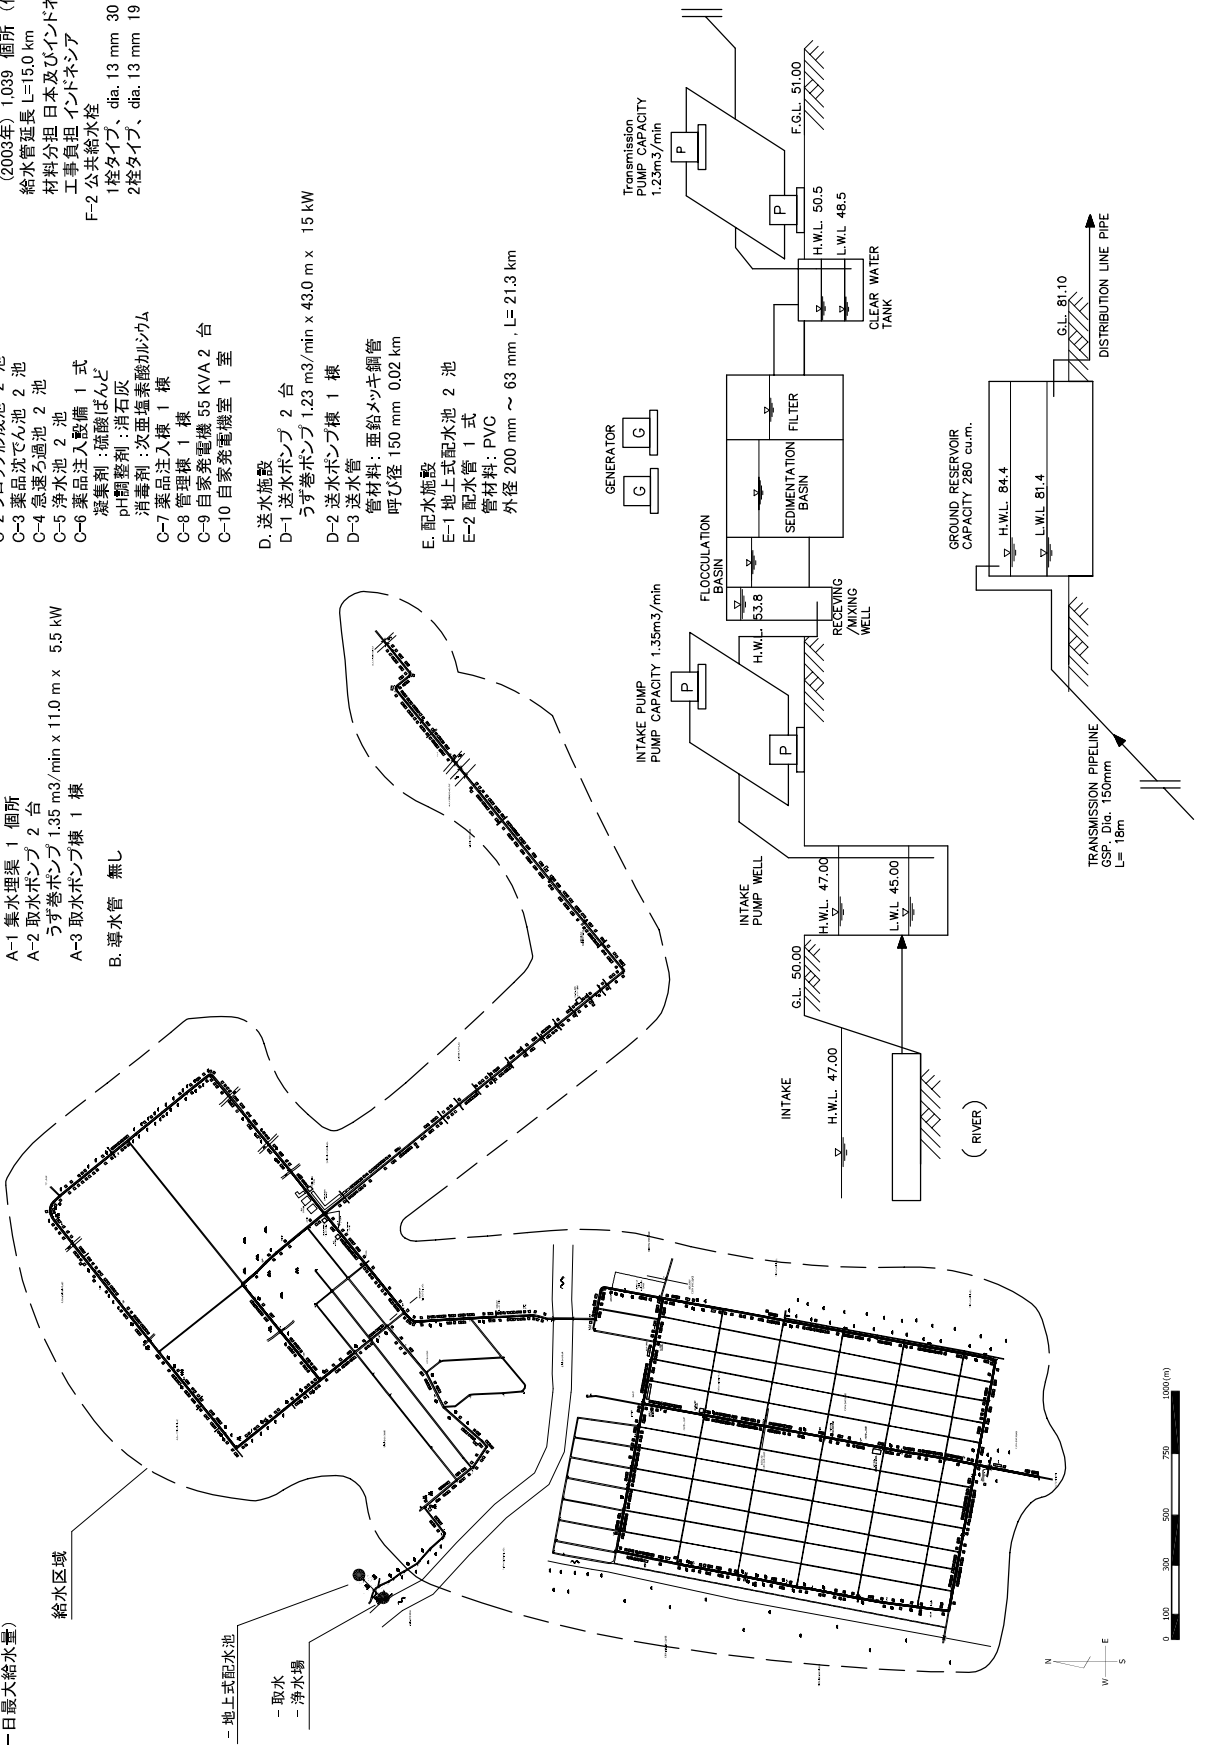 一日最大給水量)
給水区域
- 地上式配水池
- 取水
- 浄水場
A-1 集水埋渠 1 個所
A-2 取水ポンプ 2 台
うず巻ポンプ 1.35 m3/min x 11.0 m x 5.5 kW
A-3 取水ポンプ棟 1 棟
B. 導水管 無し
C-3 薬品沈でん池 2 池
C-4 急速ろ過池 2 池
C-5 浄水池 2 池
C-6 薬品注入設備 1 式
凝集剤 : 硫酸ばんど
pH調整剤 : 消石灰
消毒剤 : 次亜塩素酸カルシウム
C-7 薬品注入棟 1 棟
C-8 管理棟 1 棟
C-9 自家発電機 55 KVA 2 台
C-10 自家発電機室 1 室
D. 送水施設
D-1 送水ポンプ 2 台
うず巻ポンプ 1.23 m3/min x 43.0 m x 15 kW
D-2 送水ポンプ棟 1 棟
D-3 送水管
管材料 : 亜鉛メッキ鋼管
呼び径 150 mm 0.02 km
E. 配水施設
E-1 地上式配水池 2 池
E-2 配水管 1 式
管材料 : PVC
外径 200 mm ～ 63 mm , L= 21.3 km
(2003年) 1,039 個所
給水管延長 L=15.0 km
材料分担 日本及びインドネ
工事負担 インドネシア
F-2 公共給水栓
1栓タイプ、dia. 13 mm 30
2栓タイプ、dia. 13 mm 19
INTAKE
H.W.L. 47.00
(RIVER)
G.L. 50.00
INTAKE
PUMP WELL
H.W.L. 47.00
L.W.L 45.00
INTAKE PUMP
PUMP CAPACITY 1.35m3/min
P
P
H.W.L. 53.8
RECEVING
/MIXING
WELL
FLOCCULATION
BASIN
SEDIMENTATION
BASIN
FILTER
GENERATOR
G
G
CLEAR WATER
TANK
H.W.L. 50.5
L.W.L 48.5
Transmission
PUMP CAPACITY
1.23m3/min
P
P
F.G.L. 51.00
TRANSMISSION PIPELINE
GSP. Dia. 150mm
L= 18m
GROUND RESERVOIR
CAPACITY 280 cu.m.
H.W.L. 84.4
L.W.L 81.4
G.L. 81.10
DISTRIBUTION LINE PIPE
N
W
E
S
0 100 300 500 750 1000(m)